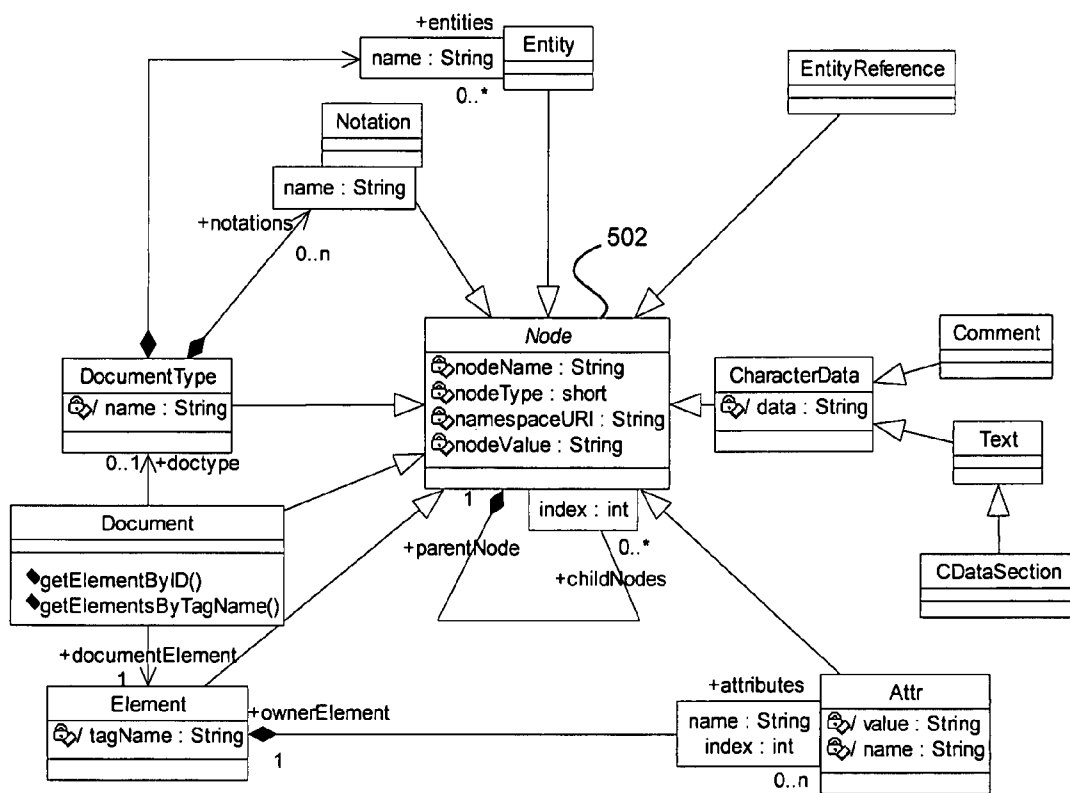 +entities
Entity
name : String
0..*
EntityReference
Notation
name : String
+notations
0..n
502
Node
nodeName : String
nodeType : short
namespaceURI : String
nodeValue : String
1
index : int
0..*
+parentNode
+childNodes
DocumentType
/ name : String
0..1
+doctype
CharacterData
/ data : String
Comment
Text
CDataSection
Document
getElementByID()
getElementsByTagName()
+documentElement
1
Element
/ tagName : String
+ownerElement
1
+attributes
name : String
index : int
0..n
Attr
/ value : String
/ name : String